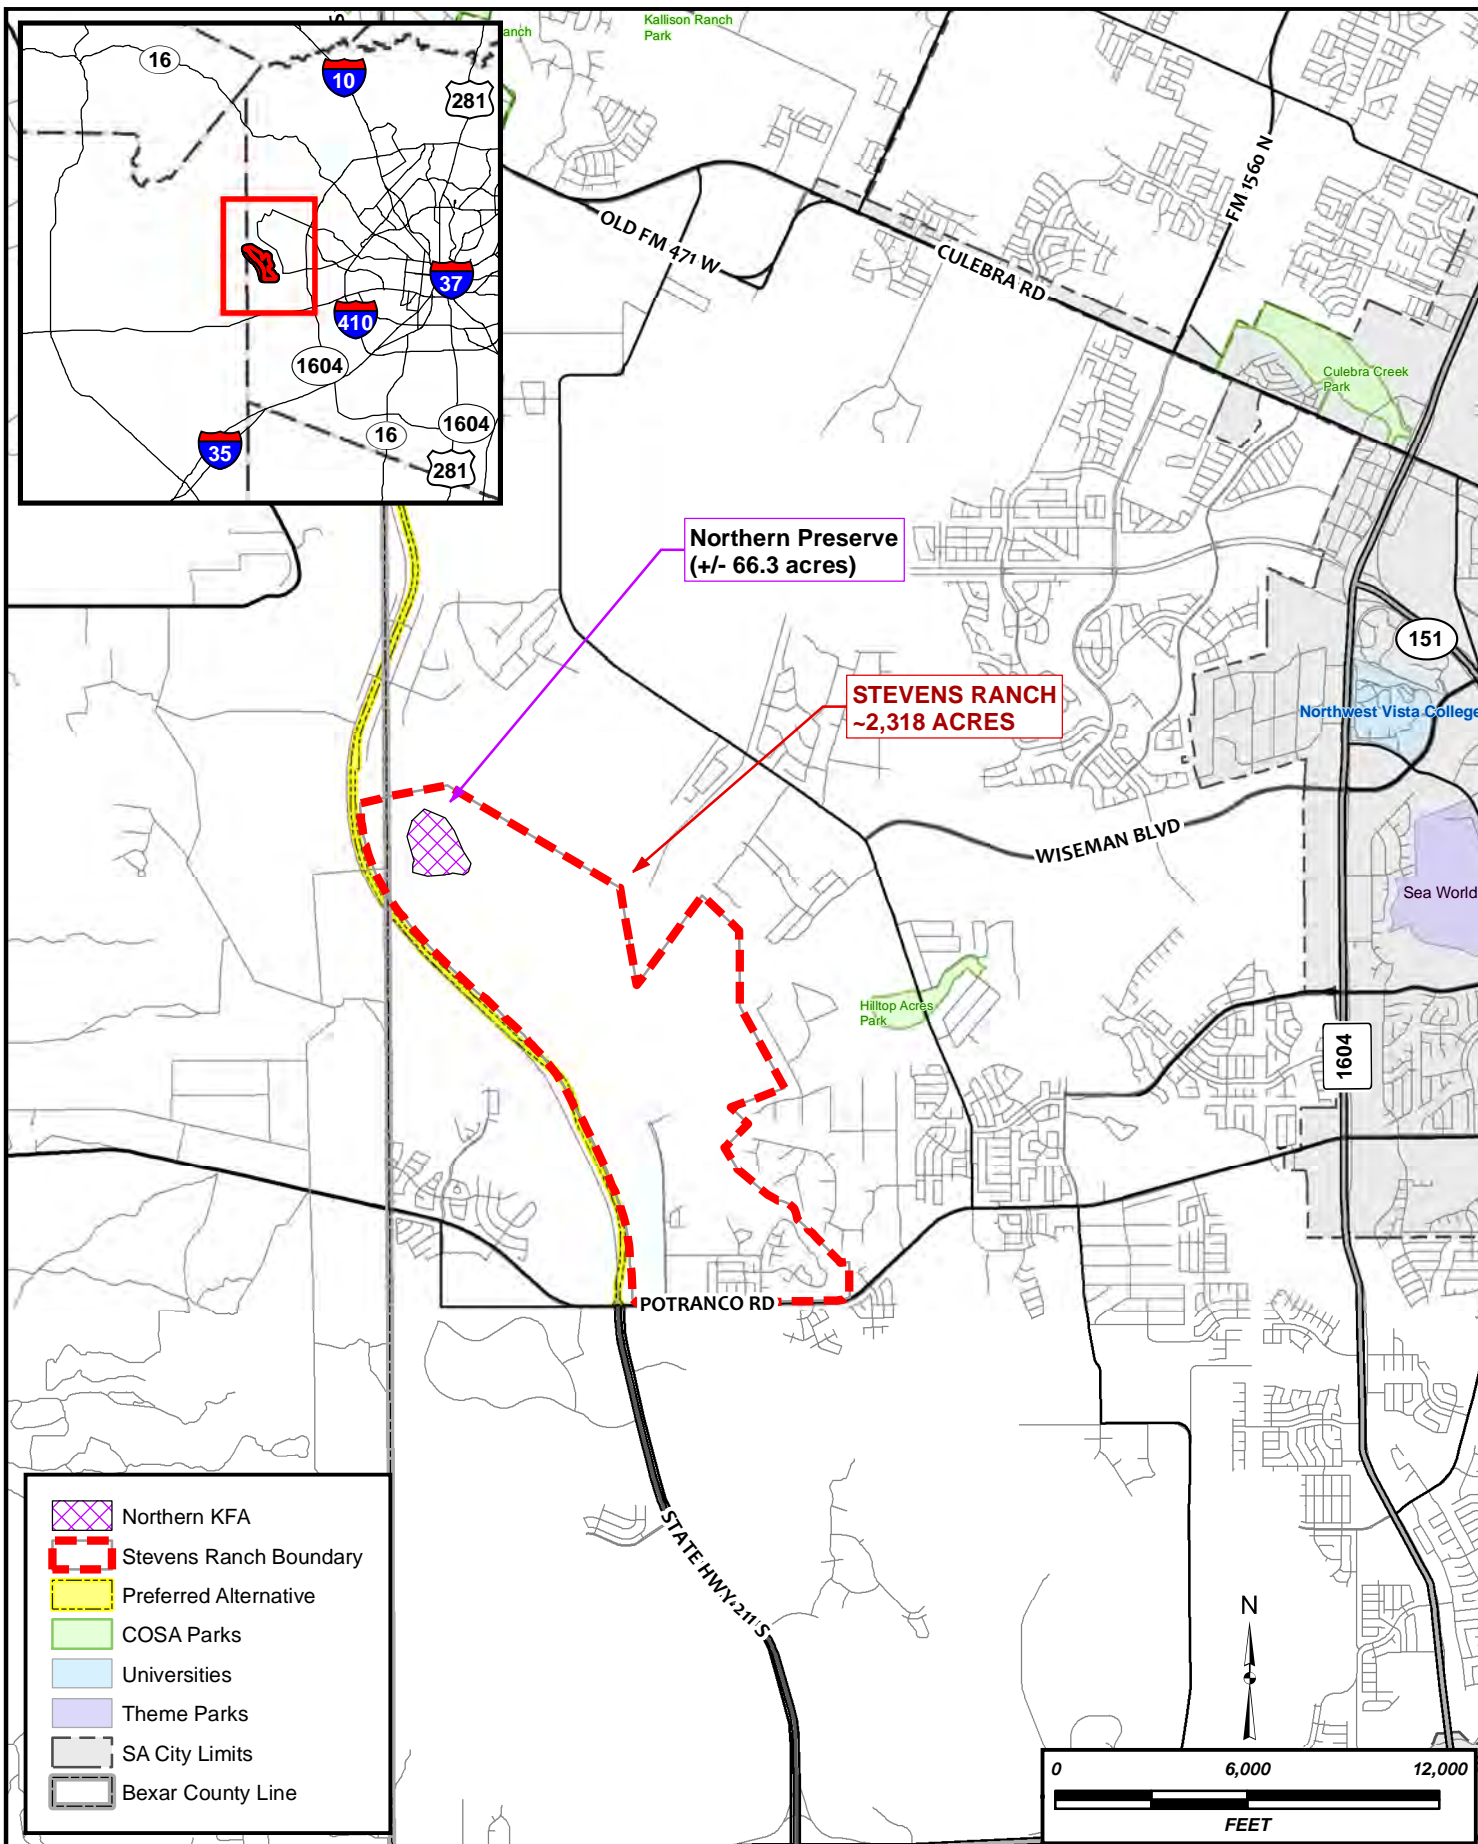 Kallison Ranch
Park
anch
S
16
10
281
37
410
1604
16
1604
35
281
OLD FM 471 W
CULEBRA RD
FM 1560 N
Culebra Creek
Park
Northern Preserve
(+/- 66.3 acres)
151
STEVENS RANCH
~2,318 ACRES
Northwest Vista College
WISEMAN BLVD
Sea World
Hilltop Acres
Park
1604
POTRANCO RD
STATE HWY 211 S
Northern KFA
Stevens Ranch Boundary
Preferred Alternative
COSA Parks
Universities
Theme Parks
SA City Limits
Bexar County Line
N
0 6,000 12,000
FEET